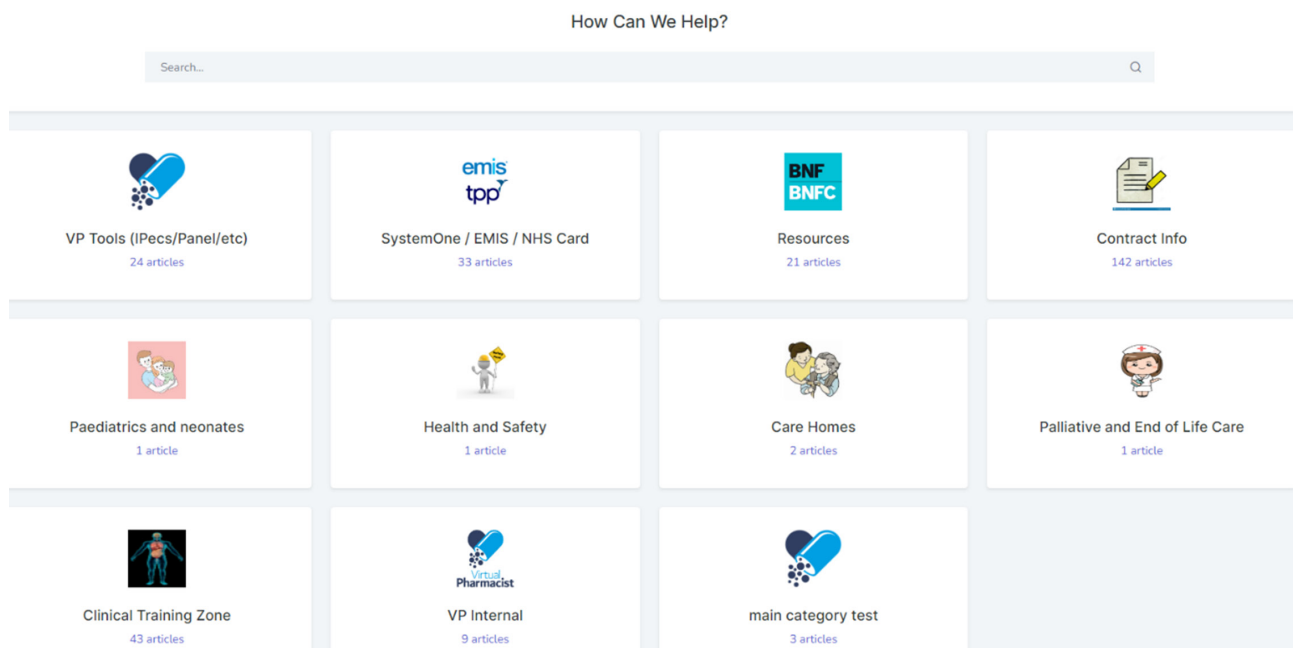 How Can We Help?
Search...
emis
tpp
BNF
BNFC
VP Tools (IPecs/Panel/etc)
24 articles
SystemOne / EMIS / NHS Card
33 articles
Resources
21 articles
Contract Info
142 articles
Paediatrics and neonates
1 article
Health and Safety
1 article
Care Homes
2 articles
Palliative and End of Life Care
1 article
Virtual
Pharmacist
Clinical Training Zone
43 articles
VP Internal
9 articles
main category test
3 articles